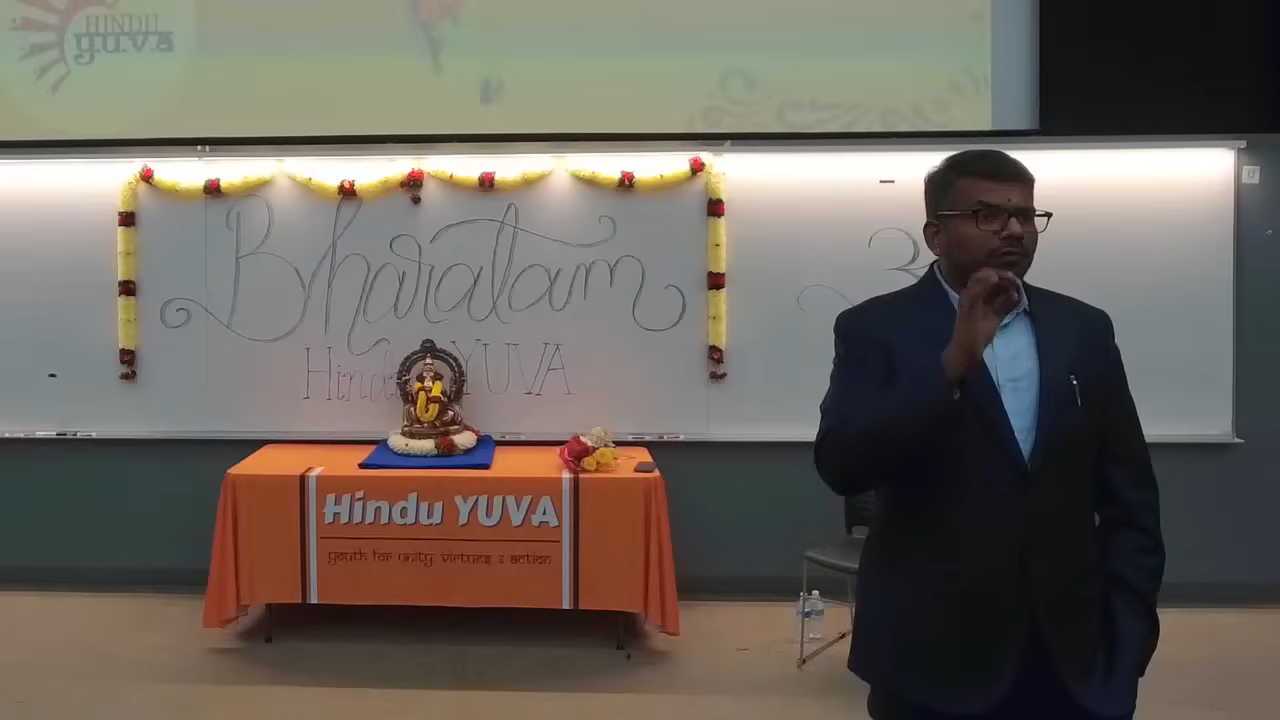 HINDU
yuva
Bharatam
Hindu YUVA
Hindu YUVA
youth for unity, virtues & action